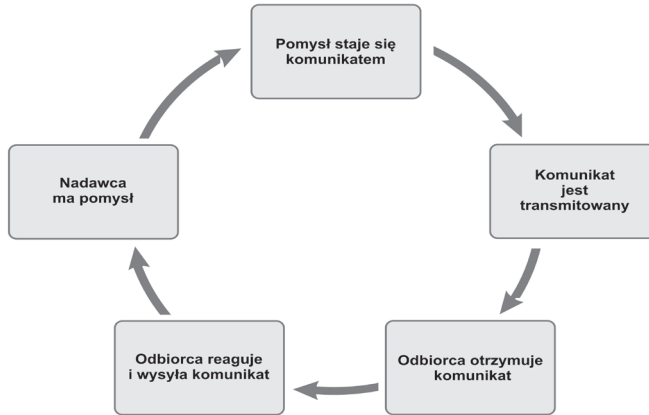 Pomysł staje się
komunikatem
Komunikat
jest
transmitowany
Odbiorca otrzymuje
komunikat
Odbiorca reaguje
i wysyła komunikat
Nadawca
ma pomysł